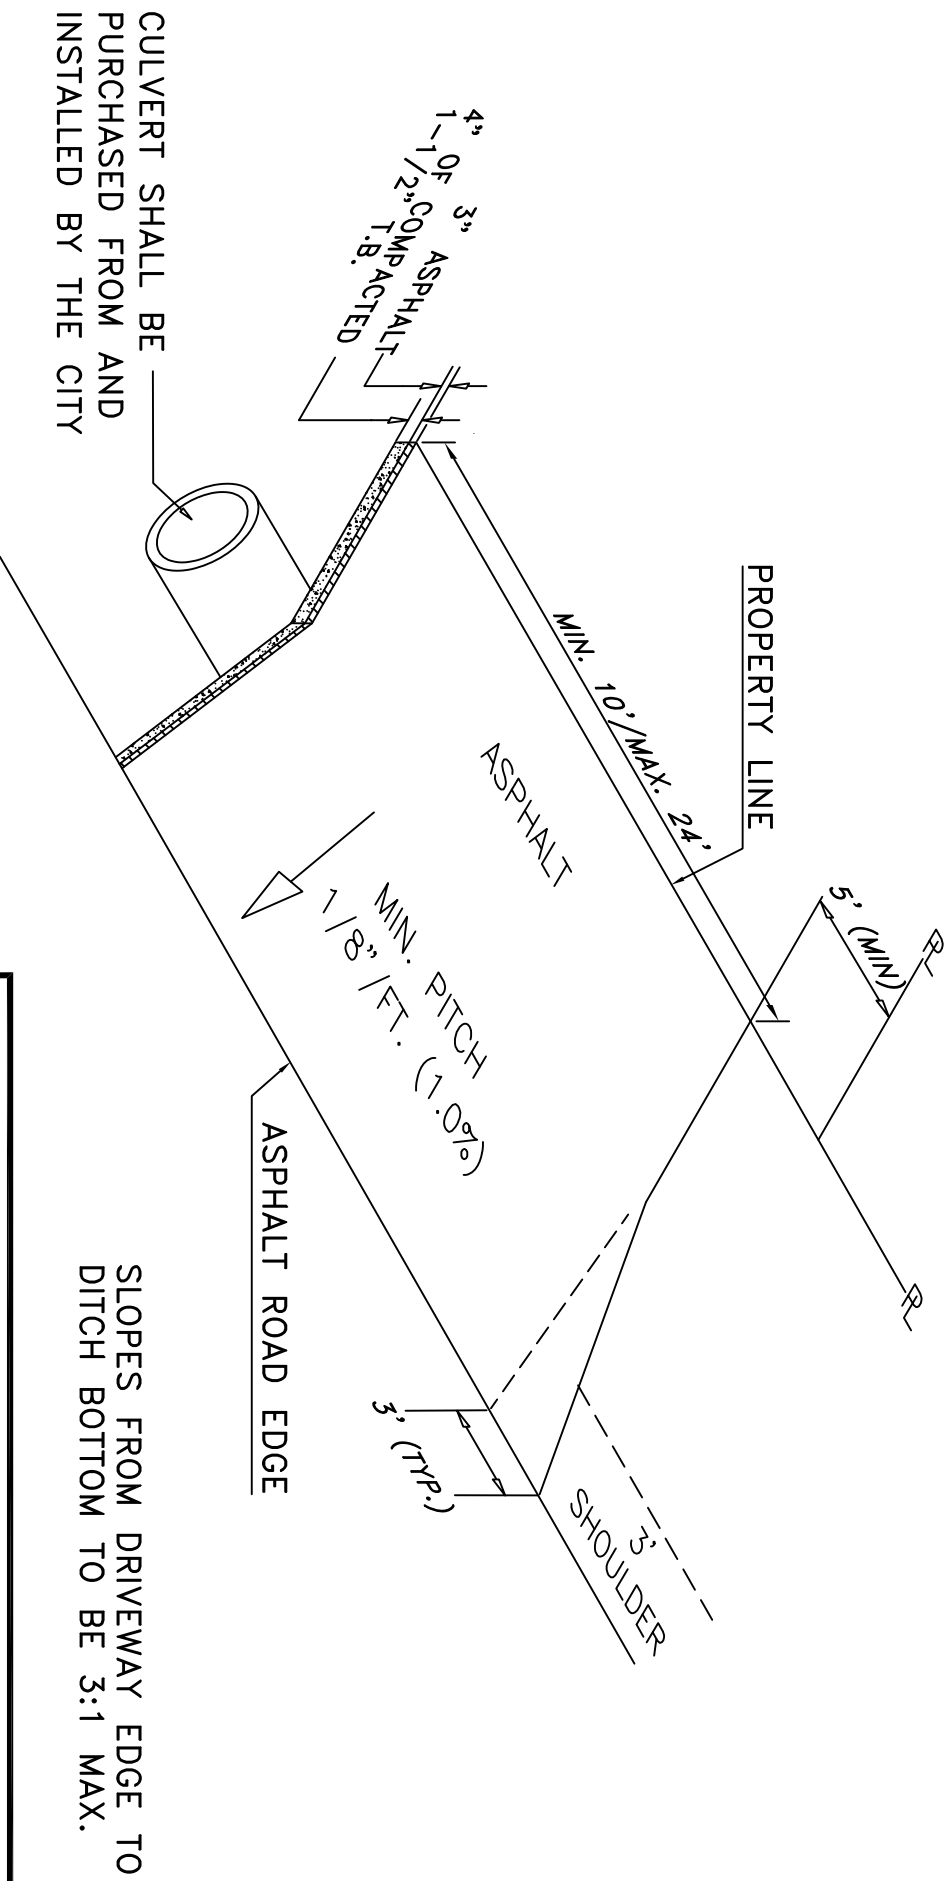 PROPERTY LINE
MIN. 10'/MAX. 24'
5' (MIN)
PL
PL
3" ASPHALT
4" OF COMPACTED
1-1/2" T.B.
ASPHALT
MIN. PITCH
1/8"/FT. (1.0%)
3'
SHOULDER
3' (TYP.)
ASPHALT ROAD EDGE
CULVERT SHALL BE
PURCHASED FROM AND
INSTALLED BY THE CITY
SLOPES FROM DRIVEWAY EDGE TO
DITCH BOTTOM TO BE 3:1 MAX.